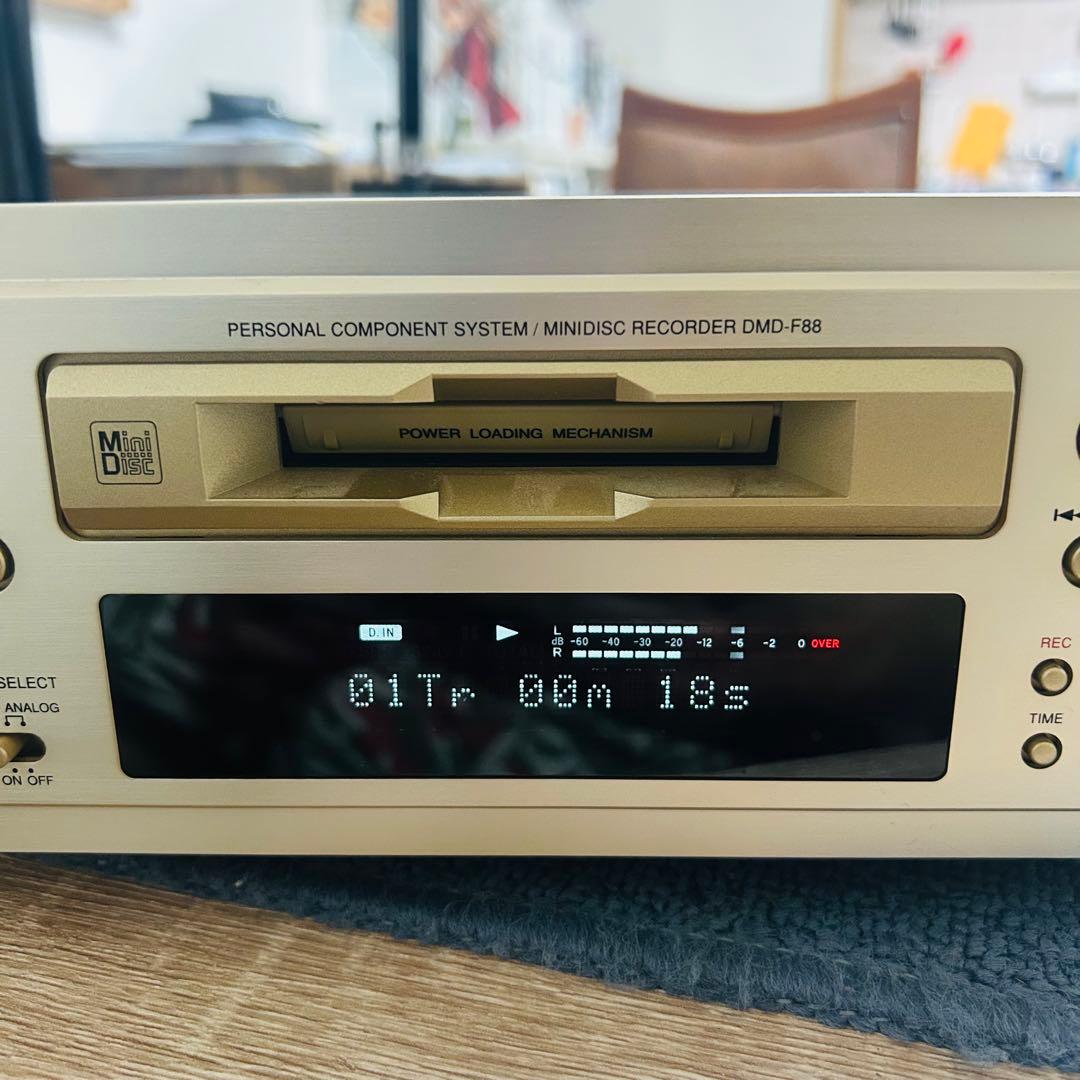 PERSONAL COMPONENT SYSTEM / MINIDISC RECORDER DMD-F88
Mini
Disc
POWER LOADING MECHANISM
D.IN
L
dB -60 -40 -30 -20 -12 -6 -2 0 OVER
R
01Tr 00m 18s
SELECT
ANALOG
ON OFF
REC
TIME